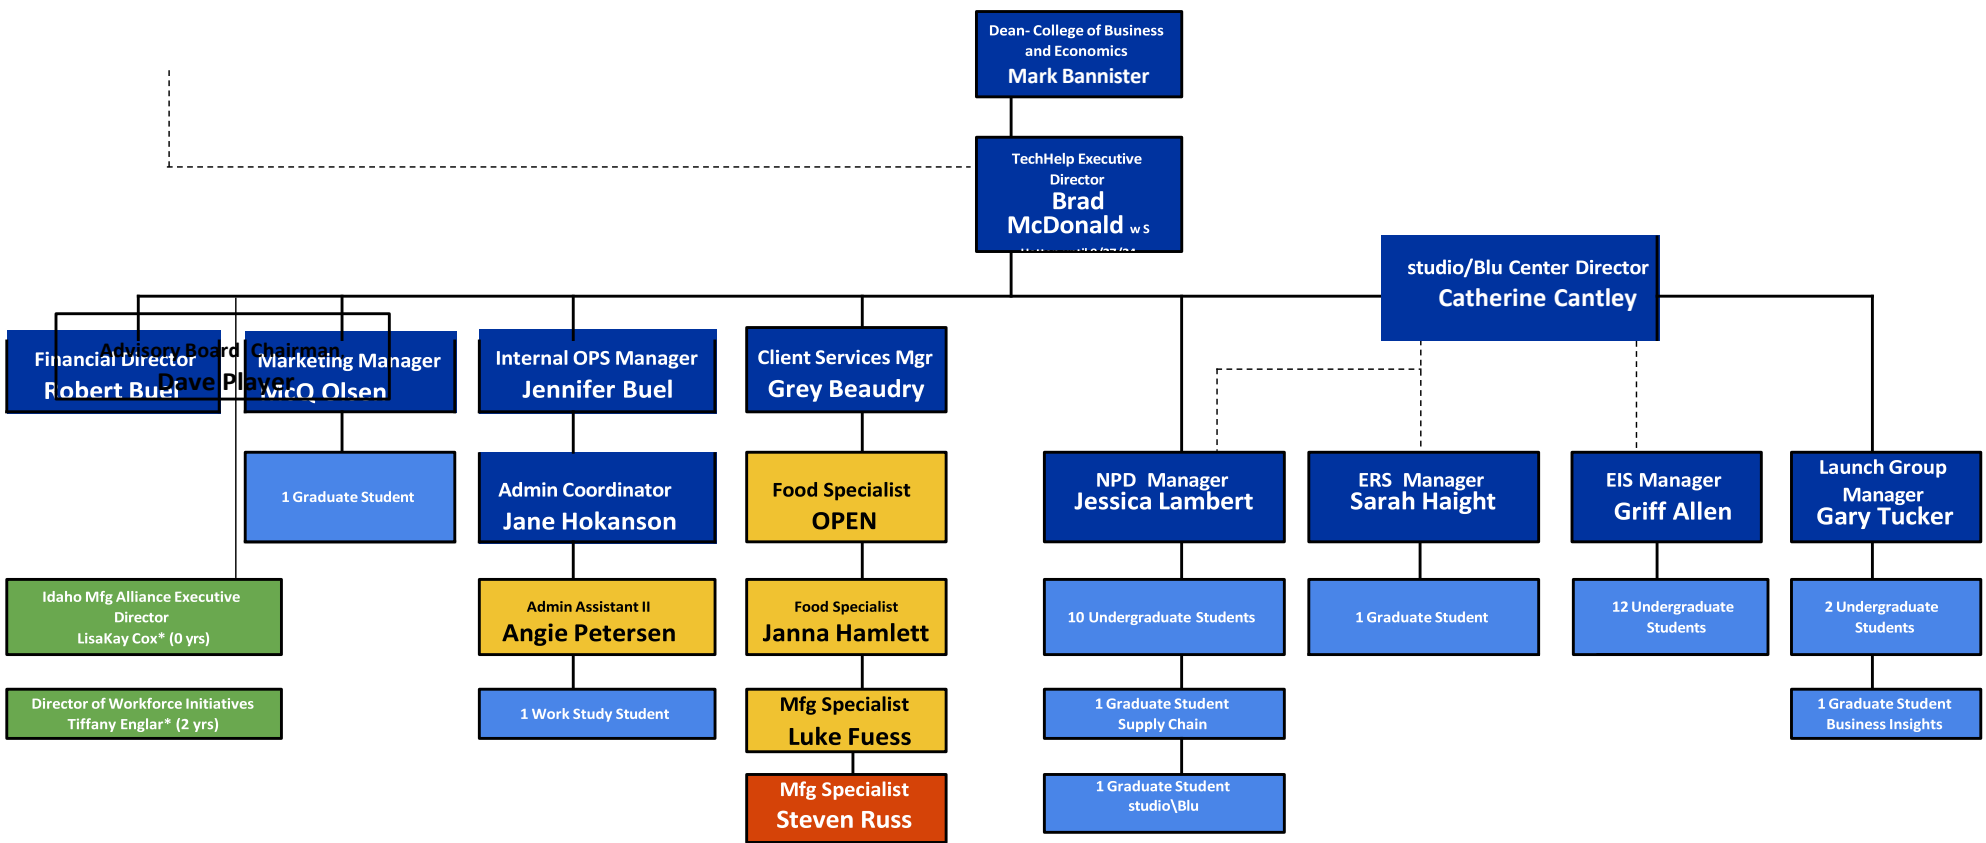 Dean- College of Business
and Economics
Mark Bannister
TechHelp Executive
Director
Brad
McDonald w S
studio/Blu Center Director
Catherine Cantley
Advisory Board Chairman
Dave Player
Financial Director
Robert Buel
Marketing Manager
McQ Olsen
Internal OPS Manager
Jennifer Buel
Client Services Mgr
Grey Beaudry
1 Graduate Student
Admin Coordinator
Jane Hokanson
Food Specialist
OPEN
NPD Manager
Jessica Lambert
ERS Manager
Sarah Haight
EIS Manager
Griff Allen
Launch Group
Manager
Gary Tucker
Idaho Mfg Alliance Executive
Director
LisaKay Cox* (0 yrs)
Admin Assistant II
Angie Petersen
Food Specialist
Janna Hamlett
10 Undergraduate Students
1 Graduate Student
12 Undergraduate
Students
2 Undergraduate
Students
Director of Workforce Initiatives
Tiffany Englar* (2 yrs)
1 Work Study Student
Mfg Specialist
Luke Fuess
1 Graduate Student
Supply Chain
1 Graduate Student
Business Insights
Mfg Specialist
Steven Russ
1 Graduate Student
studio\Blu